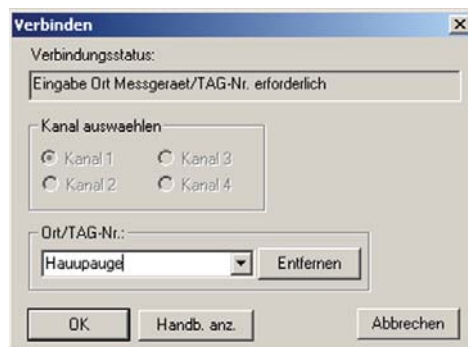 Verbinden
Verbindungsstatus:
Eingabe Ort Messgeraet/TAG-Nr. erforderlich
Kanal auswaehlen
Kanal 1 Kanal 3
Kanal 2 Kanal 4
Ort/TAG-Nr.:
Hauupauge Entfernen
OK Handb. anz. Abbrechen